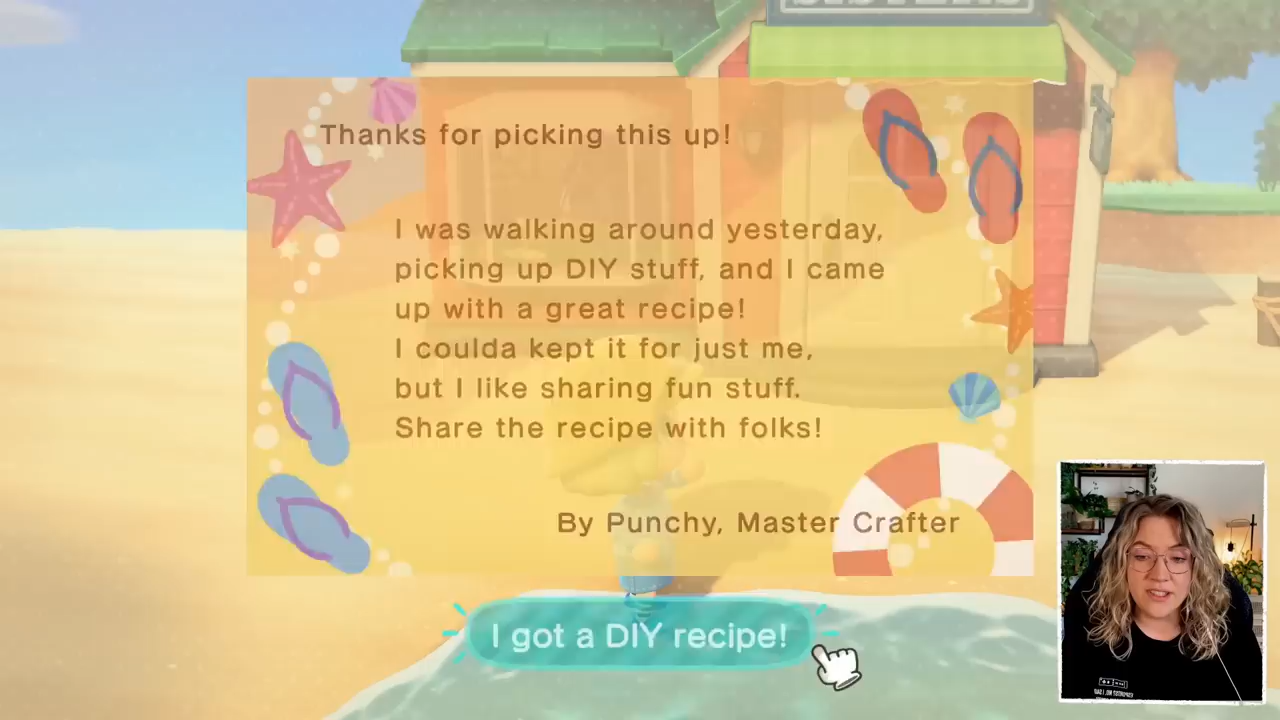 Thanks for picking this up!
I was walking around yesterday,
picking up DIY stuff, and I came
up with a great recipe!
I coulda kept it for just me,
but I like sharing fun stuff.
Share the recipe with folks!
By Punchy, Master Crafter
I got a DIY recipe!